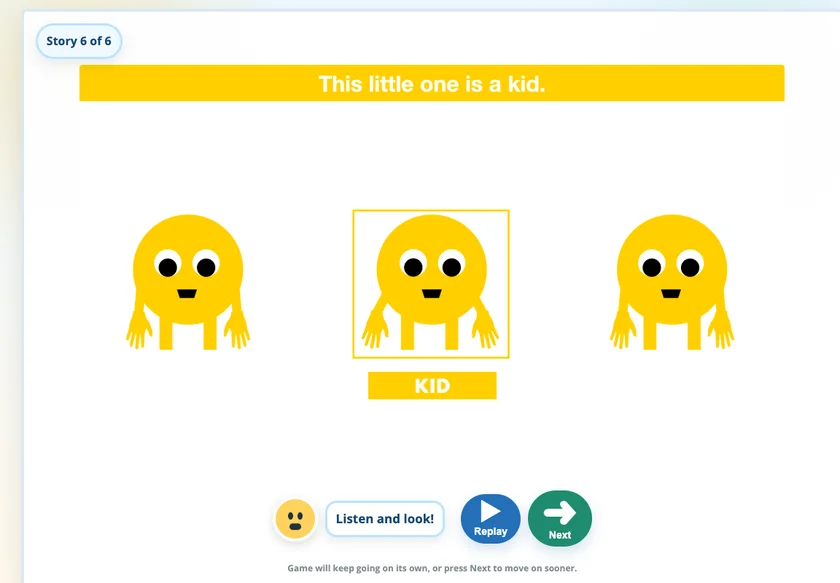 Story 6 of 6
This little one is a kid.
KID
Listen and look!
Replay
Next
Game will keep going on its own, or press Next to move on sooner.